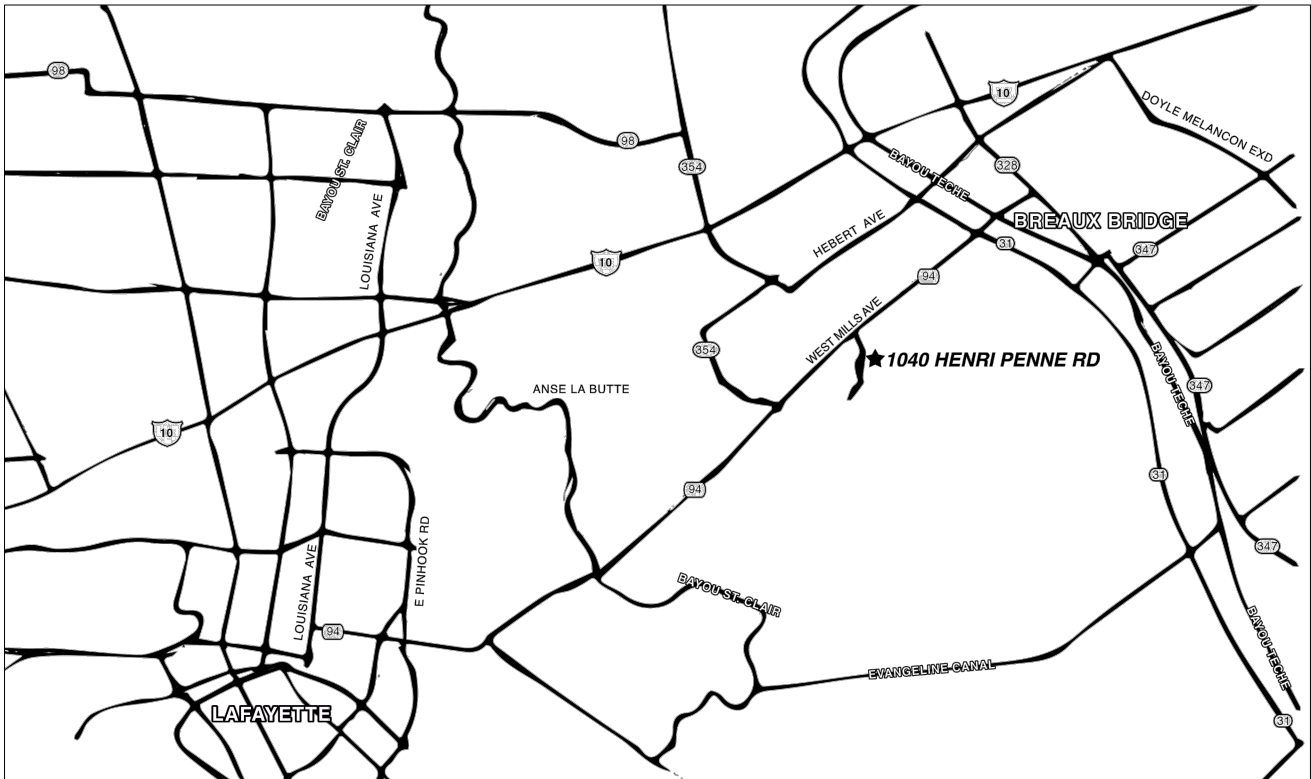 98
10
DOYLE MELANCON EXD
98
354
BAYOU ST. CLAIR
BAYOU TECHE
328
LOUISIANA AVE
HEBERT AVE
BREAUX BRIDGE
31
347
10
94
WEST MILLS AVE
354
1040 HENRI PENNE RD
BAYOU TECHE
347
ANSE LA BUTTE
10
94
31
E PINHOOK RD
347
LOUISIANA AVE
BAYOU ST. CLAIR
94
BAYOU TECHE
EVANGELINE CANAL
LAFAYETTE
31